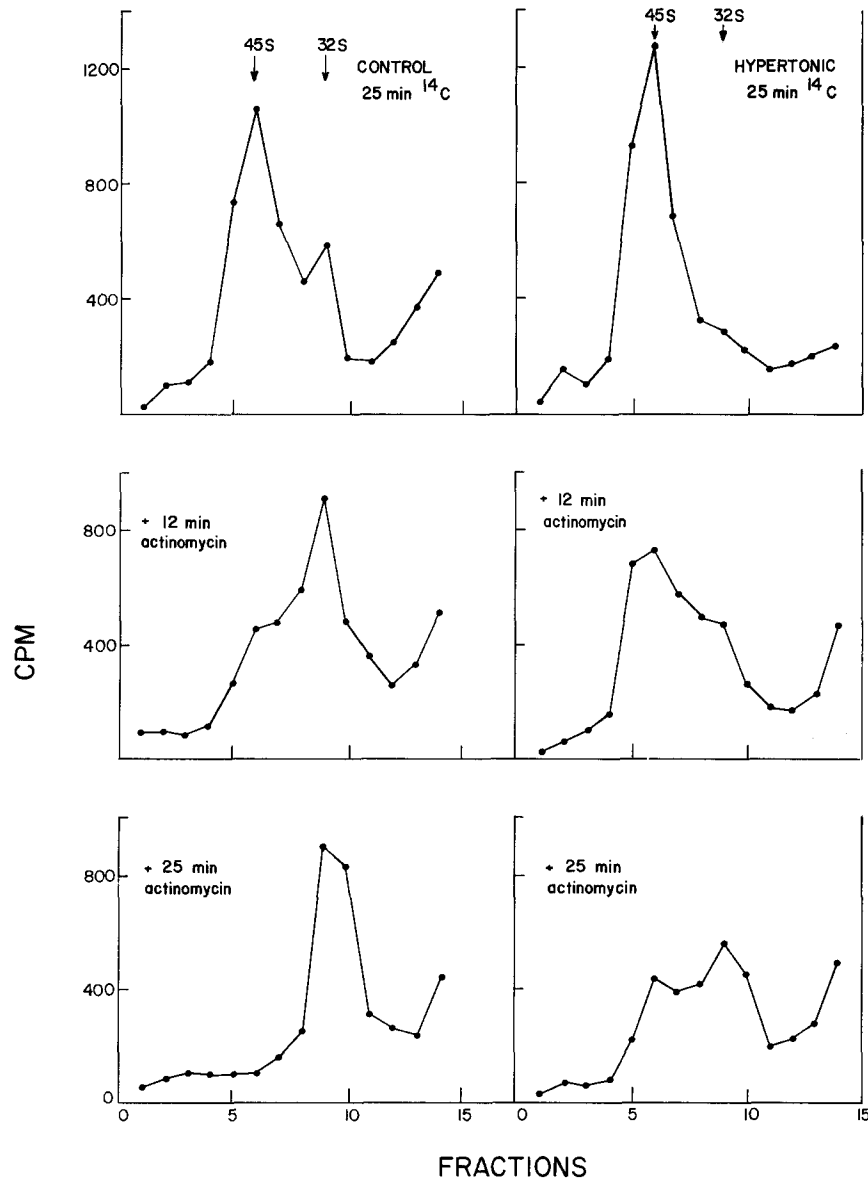 45S 32S
CONTROL
25 min 14C
1200
800
400
45S 32S
HYPERTONIC
25 min 14C
+ 12 min
actinomycin
800
400
+ 12 min
actinomycin
CPM
+ 25 min
actinomycin
800
400
0
+ 25 min
actinomycin
0 5 10 15
5 10 15
FRACTIONS